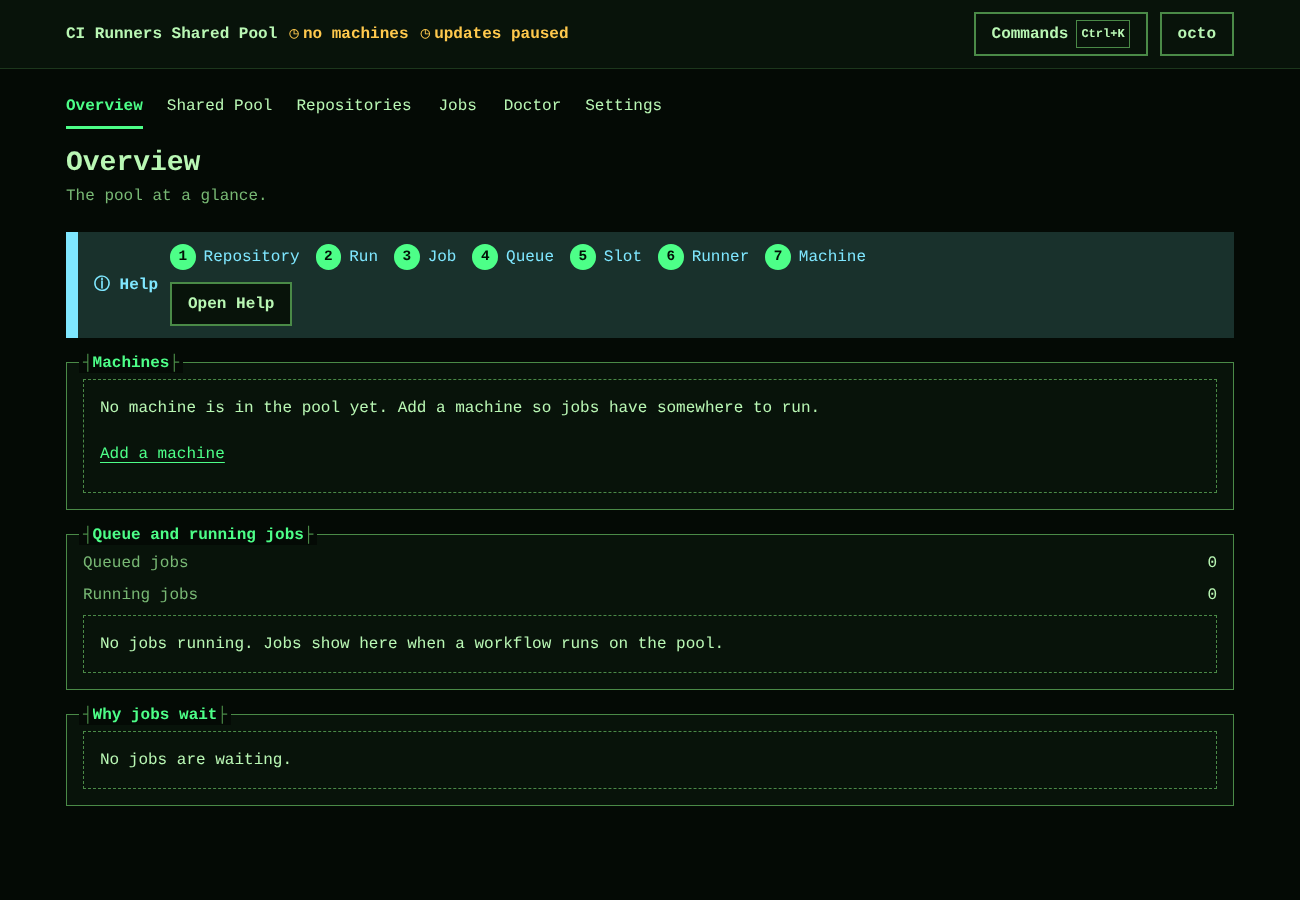 CI Runners Shared Pool ◷ no machines ◷ updates paused Commands Ctrl+K octo
Overview Shared Pool Repositories Jobs Doctor Settings
Overview
The pool at a glance.
1 Repository 2 Run 3 Job 4 Queue 5 Slot 6 Runner 7 Machine
ⓘ Help
Open Help
Machines
No machine is in the pool yet. Add a machine so jobs have somewhere to run.
Add a machine
Queue and running jobs
Queued jobs 0
Running jobs 0
No jobs running. Jobs show here when a workflow runs on the pool.
Why jobs wait
No jobs are waiting.